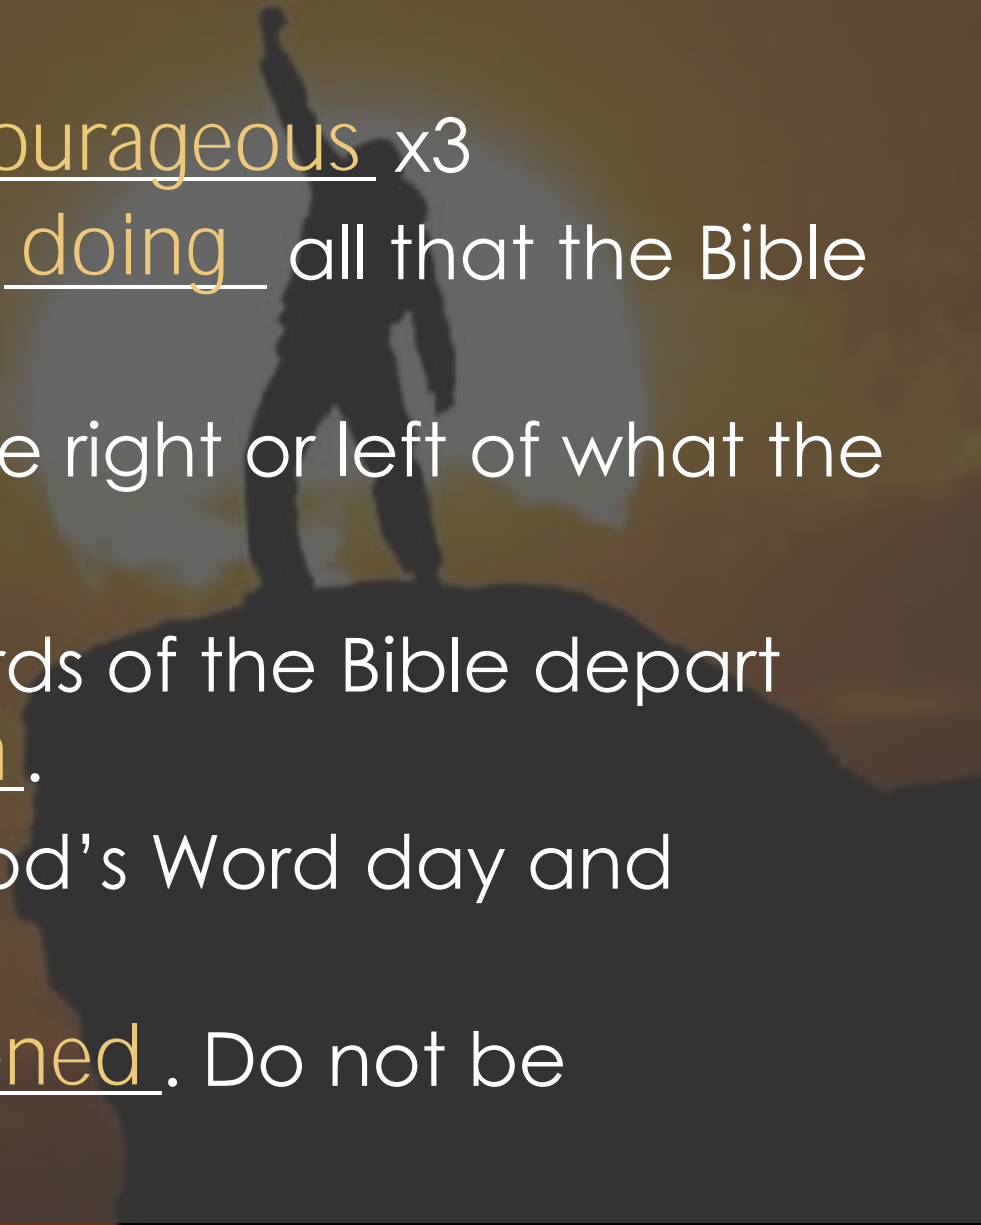 ourageous x3
doing all that the Bible
e right or left of what the
rds of the Bible depart
.
od's Word day and
ned. Do not be